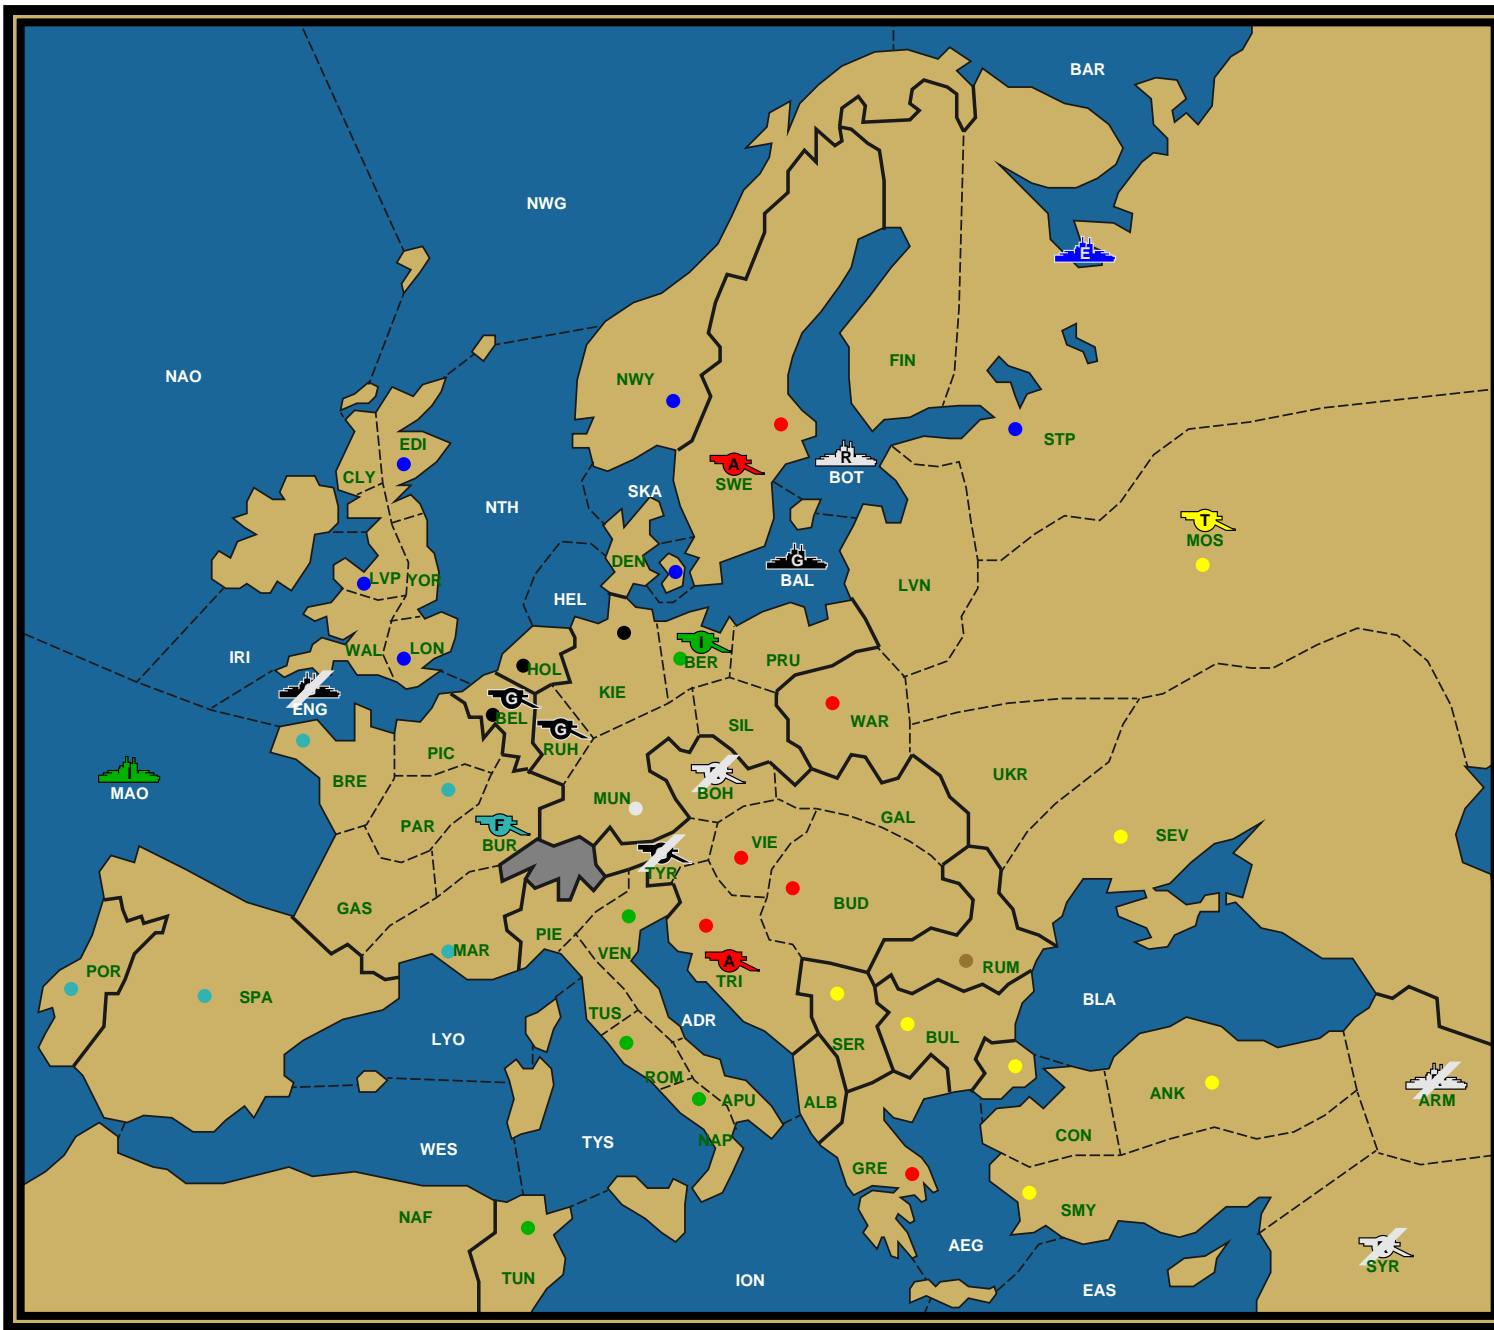 BAR
NWG
NAO
E
FIN
NWY
EDI
STP
CLY
A
SWE
R
BOT
SKA
NTH
T
MOS
DEN
G
BAL
LVP YOR
LVN
HEL
IRI
WAL
LON
HOL
I
BER
PRU
KIE
ENG
G
BEL
G
RUH
SIL
WAR
PIC
UKR
I
MAO
BRE
BOH
MUN
PAR
F
BUR
GAL
SEV
VIE
TYR
GAS
BUD
MAR
PIE
VEN
A
TRI
RUM
POR
SPA
BLA
TUS
ADR
LYO
SER
BUL
ROM
APU
ALB
ANK
ARM
CON
NAP
TYS
WES
GRE
SMY
NAF
AEG
SYR
TUN
ION
EAS